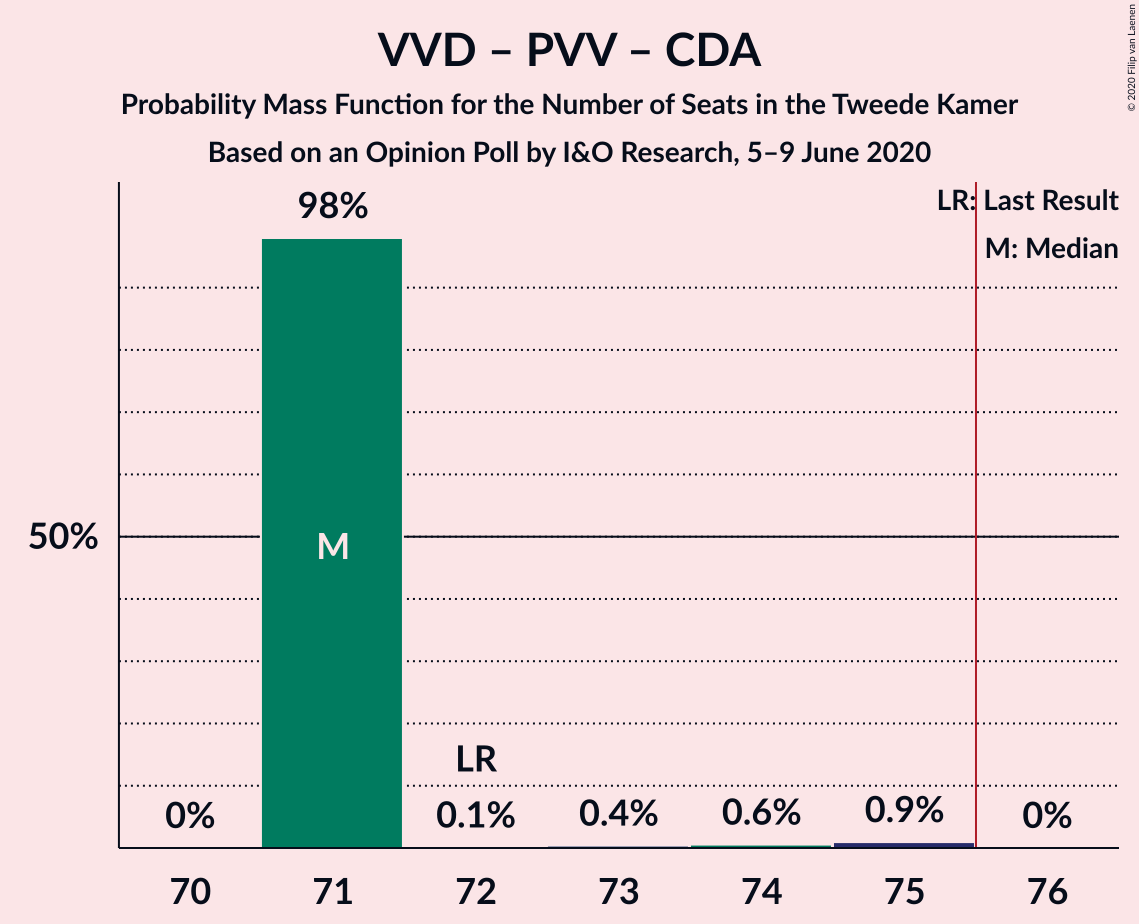 VVD – PVV – CDA
Probability Mass Function for the Number of Seats in the Tweede Kamer
Based on an Opinion Poll by I&O Research, 5–9 June 2020
© 2020 Filip van Laenen
LR: Last Result
M: Median
98%
50%
M
LR
0%
0.1%
0.4%
0.6%
0.9%
0%
70
71
72
73
74
75
76